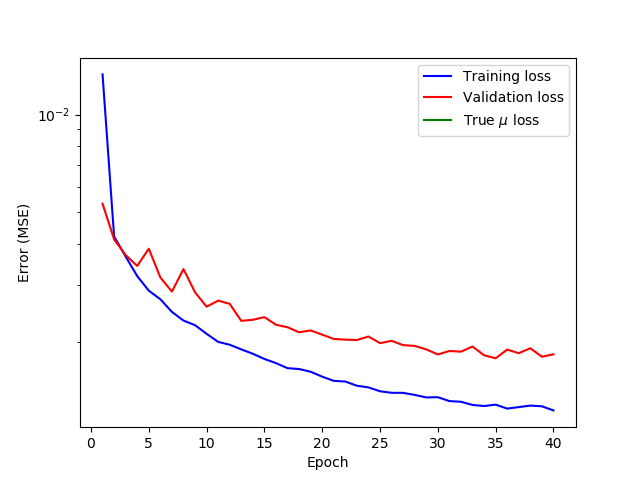 Training loss
Validation loss
True μ loss
10⁻²
Error (MSE)
0 5 10 15 20 25 30 35 40
Epoch